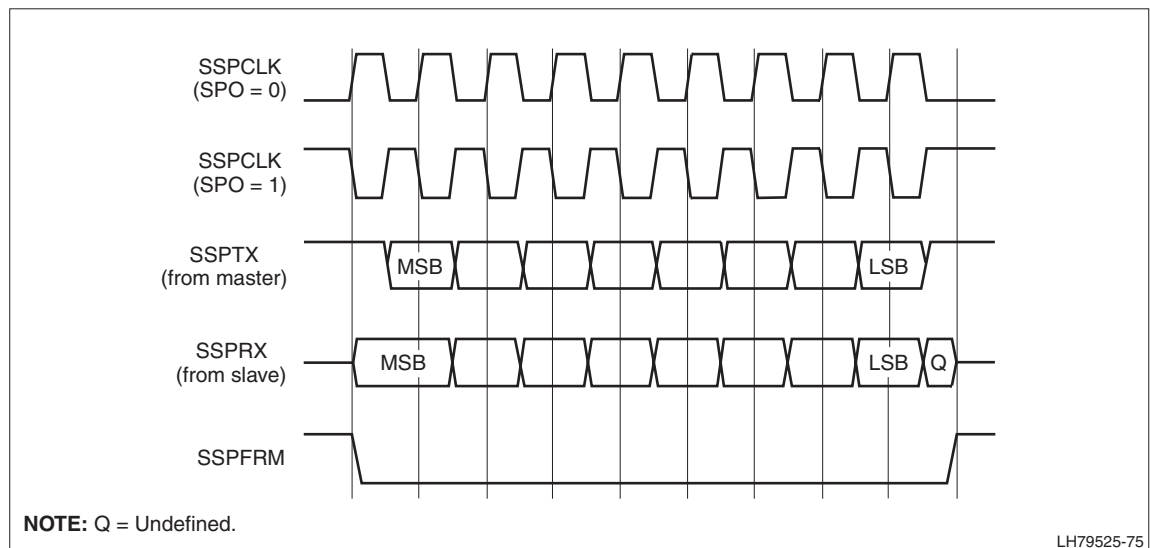 SSPCLK
(SPO = 0)
SSPCLK
(SPO = 1)
SSPTX
(from master)
MSB
LSB
SSPRX
(from slave)
MSB
LSB
Q
SSPFRM
NOTE: Q = Undefined.
LH79525-75